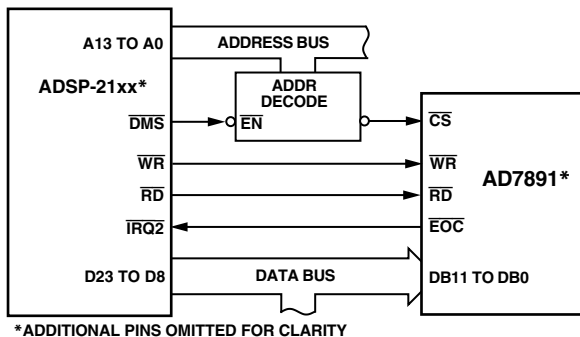 A13 TO A0
ADDRESS BUS
ADSP-21xx*
ADDR
DECODE
DMS
EN
CS
WR
WR
AD7891*
RD
RD
IRQ2
EOC
D23 TO D8
DATA BUS
DB11 TO DB0
*ADDITIONAL PINS OMITTED FOR CLARITY